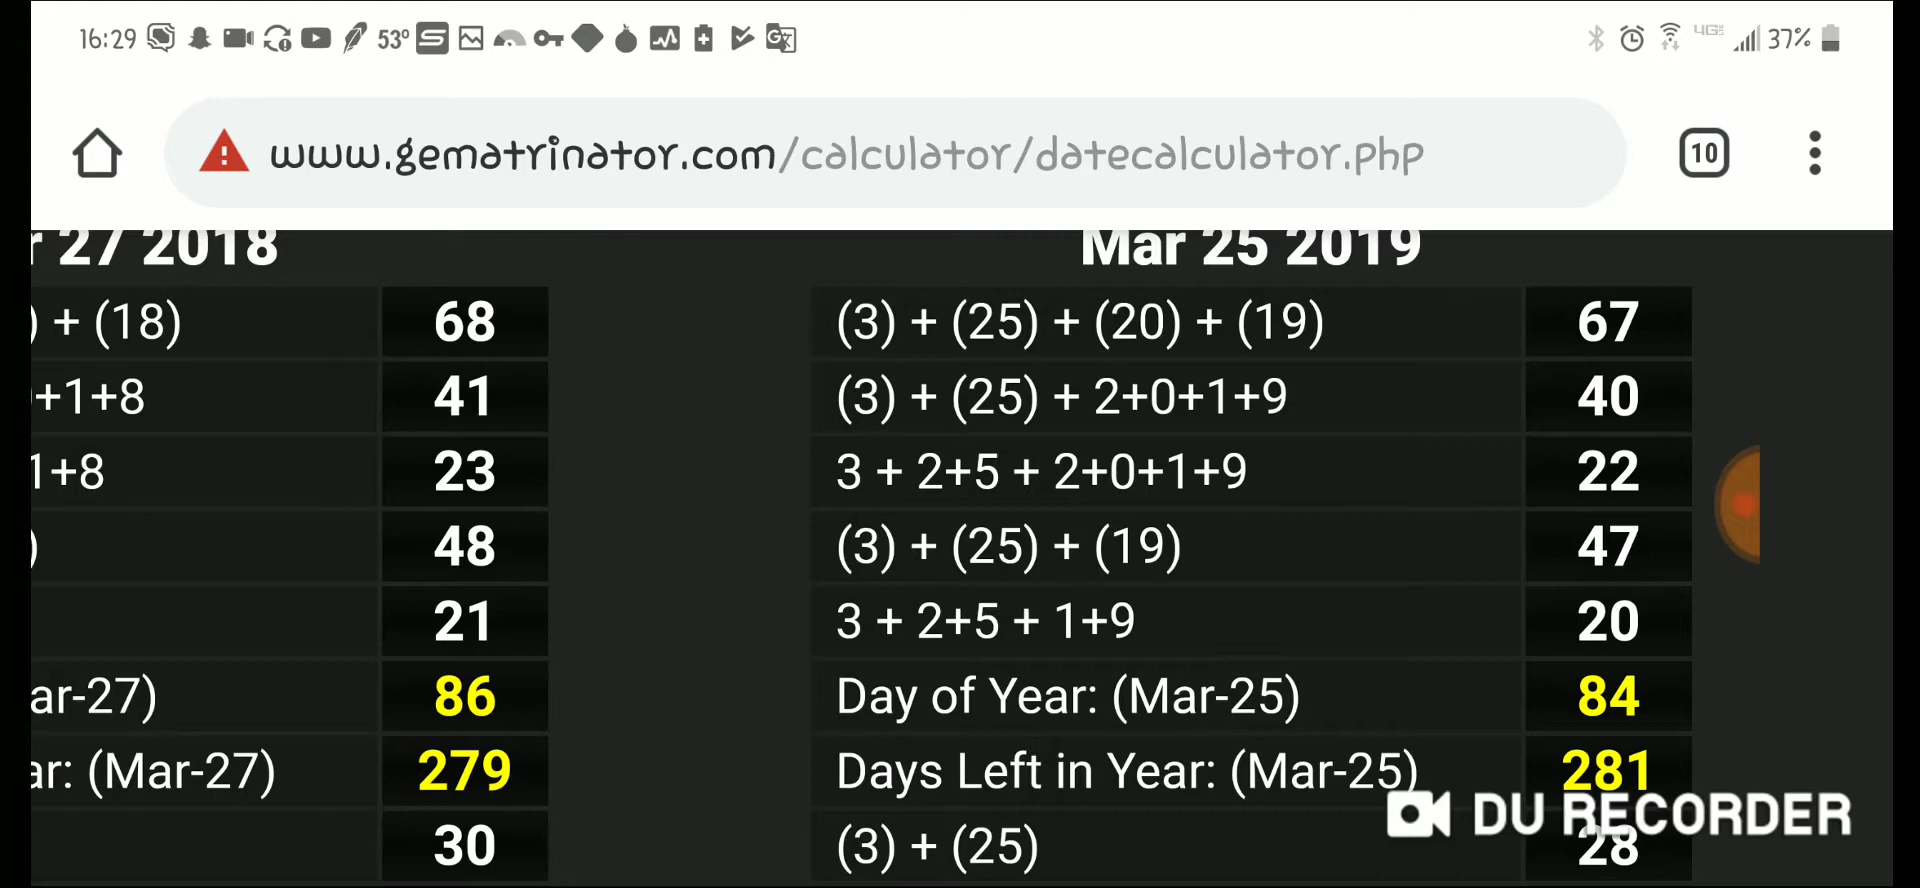 16:29 53° 4GE 37%
www.gematrinator.com/calculator/datecalculator.php 10
r 27 2018 Mar 25 2019
) + (18) 68 (3) + (25) + (20) + (19) 67
+1+8 41 (3) + (25) + 2+0+1+9 40
1+8 23 3 + 2+5 + 2+0+1+9 22
) 48 (3) + (25) + (19) 47
21 3 + 2+5 + 1+9 20
ar-27) 86 Day of Year: (Mar-25) 84
ar: (Mar-27) 279 Days Left in Year: (Mar-25) 281
DU RECORDER
30 (3) + (25) 28